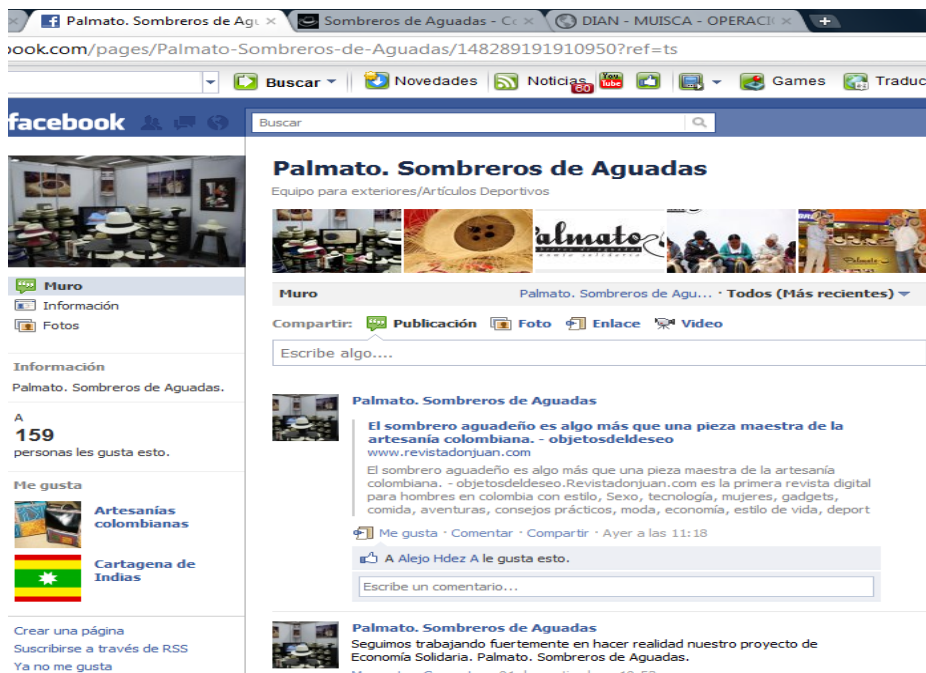 Palmato. Sombreros de Agu
Sombreros de Aguadas - Co
DIAN - MUISCA - OPERACI
book.com/pages/Palmato-Sombreros-de-Aguadas/148289191910950?ref=ts
Buscar
Novedades
Noticias
60
You Tube
Games
Traduc
facebook
Buscar
Palmato. Sombreros de Aguadas
Equipo para exteriores/Artículos Deportivos
Palmato
Muro
Información
Fotos
Información
Palmato. Sombreros de Aguadas.
A
159
personas les gusta esto.
Me gusta
Artesanías
colombianas
Cartagena de
Indias
Crear una página
Suscribirse a través de RSS
Ya no me gusta
Muro
Palmato. Sombreros de Agu... · Todos (Más recientes)
Compartir: Publicación Foto Enlace Video
Escribe algo....
Palmato. Sombreros de Aguadas
El sombrero aguadeño es algo más que una pieza maestra de la
artesanía colombiana. - objetosdeldeseo
www.revistadonjuan.com
El sombrero aguadeño es algo más que una pieza maestra de la artesanía
colombiana. - objetosdeldeseo.Revistadonjuan.com es la primera revista digital
para hombres en colombia con estilo, Sexo, tecnología, mujeres, gadgets,
comida, aventuras, consejos prácticos, moda, economía, estilo de vida, deport
Me gusta · Comentar · Compartir · Ayer a las 11:18
A Alejo Hdez A le gusta esto.
Escribe un comentario...
Palmato. Sombreros de Aguadas
Seguimos trabajando fuertemente en hacer realidad nuestro proyecto de
Economía Solidaria. Palmato. Sombreros de Aguadas.